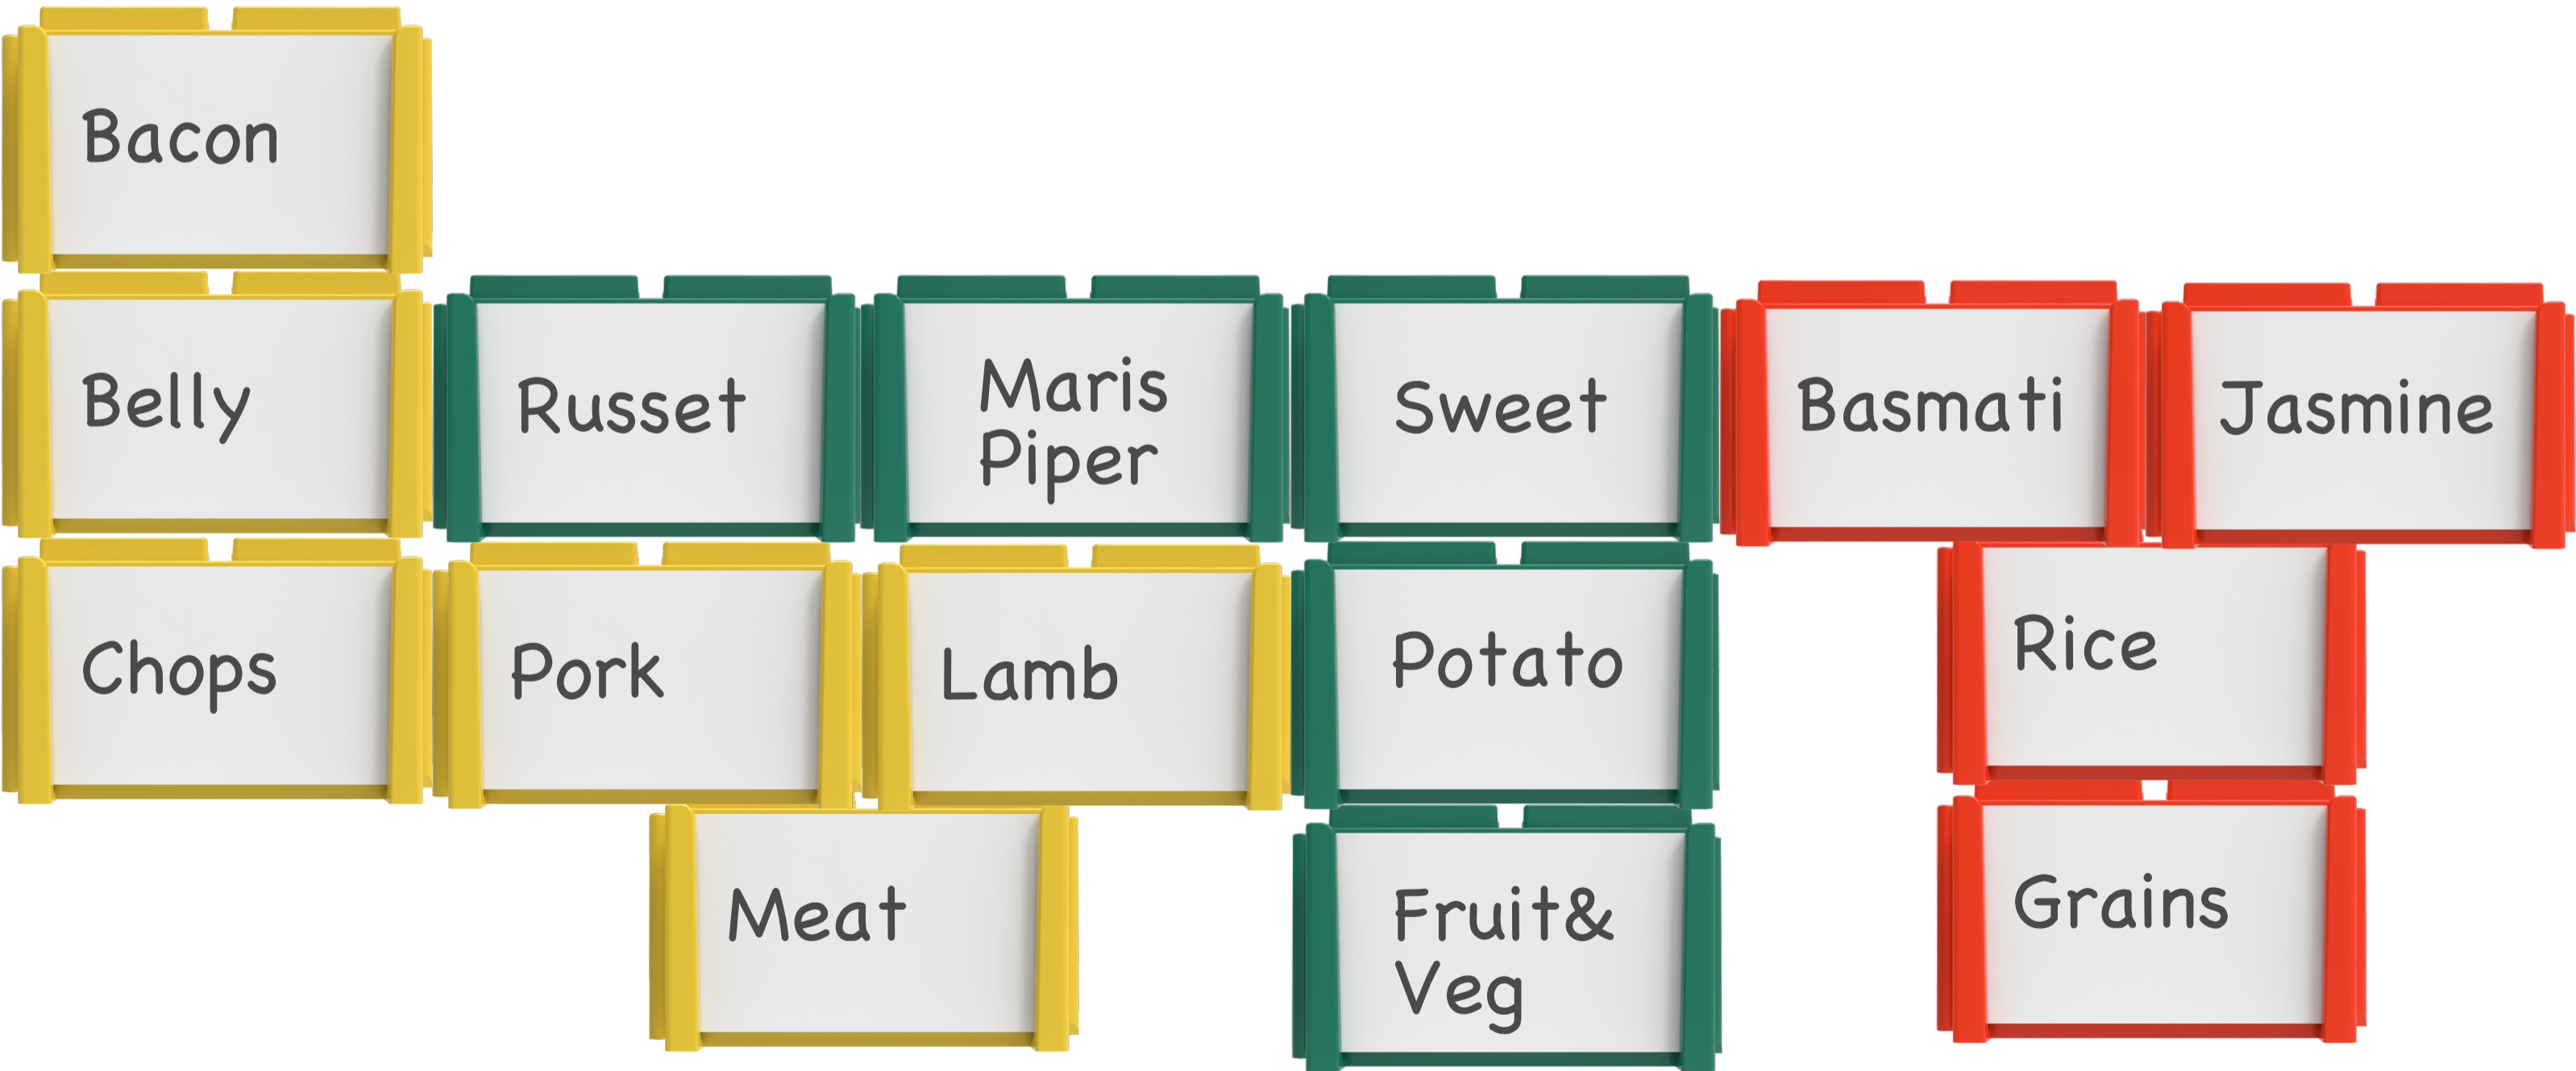 Bacon
Belly
Russet
Maris
Piper
Sweet
Basmati
Jasmine
Chops
Pork
Lamb
Potato
Rice
Meat
Fruit&
Veg
Grains